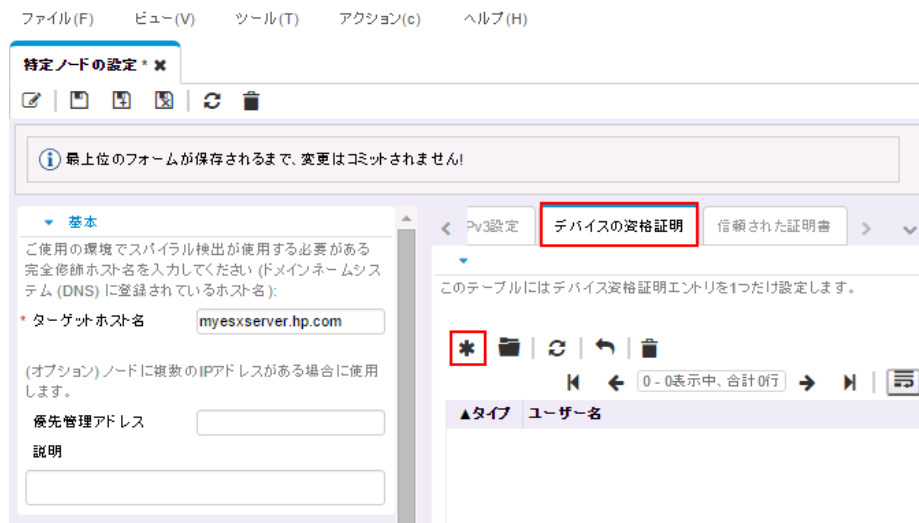 ファイル(F) ビュー(V) ツール(T) アクション(c) ヘルプ(H)
特定ノードの設定 * ✖
最上位のフォームが保存されるまで、変更はコミットされません!
基本
ご使用の環境でスパイラル検出が使用する必要がある
完全修飾ホスト名を入力してください (ドメインネームシス
テム (DNS) に登録されているホスト名):
* ターゲットホスト名 myesxserver.hp.com
(オプション) ノードに複数のIPアドレスがある場合に使用
します。
優先管理アドレス
説明
Pv3設定 デバイスの資格証明 信頼された証明書
このテーブルにはデバイス資格証明エントリを1つだけ設定します。
0 - 0表示中、合計0行
▲タイプ ユーザー名